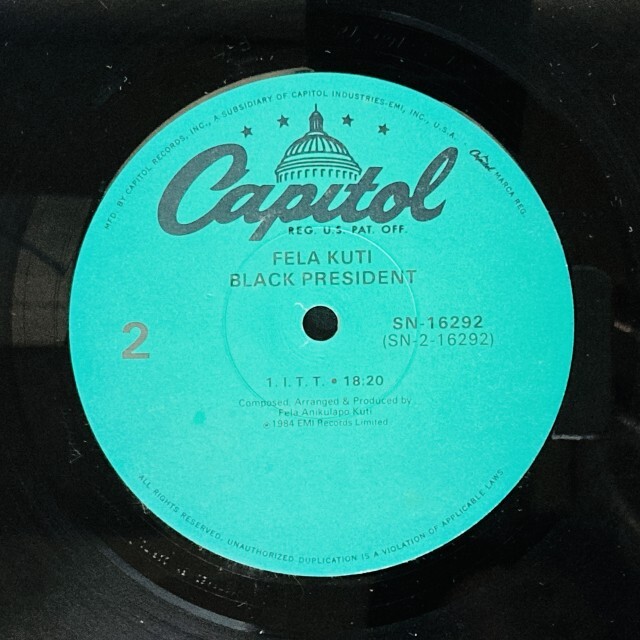 MFD. BY CAPITOL RECORDS, INC., A SUBSIDIARY OF CAPITOL INDUSTRIES-EMI, INC., U.S.A.
Capitol MARCA REG.
Capitol
REG. U.S. PAT. OFF.
FELA KUTI
BLACK PRESIDENT
2
SN-16292
(SN-2-16292)
1. I. T. T. • 18:20
Composed, Arranged & Produced by
Fela Anikulapo Kuti
℗ 1984 EMI Records Limited
ALL RIGHTS RESERVED. UNAUTHORIZED DUPLICATION IS A VIOLATION OF APPLICABLE LAWS.